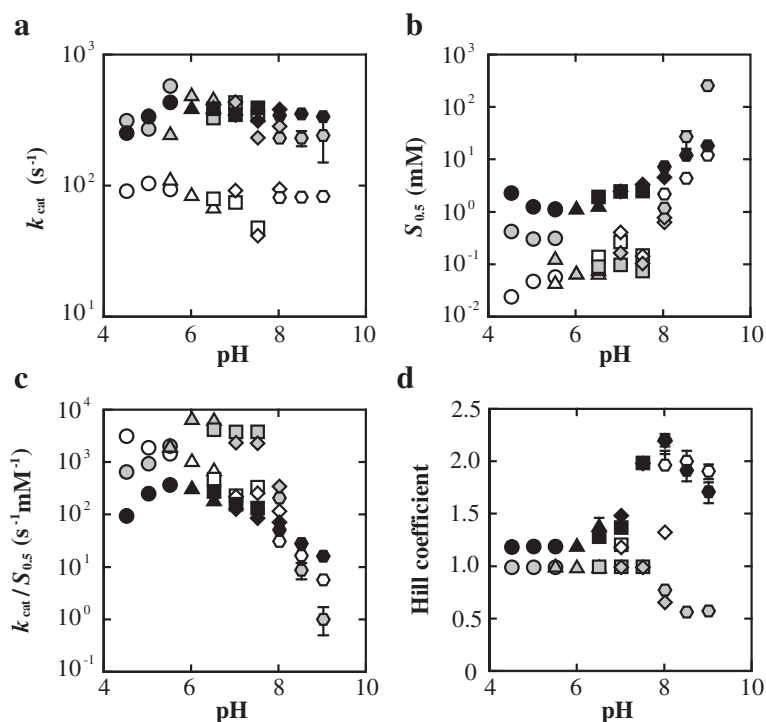 a
b
k cat (s⁻¹)
10³
10²
10¹
4 6 8 10
pH
S 0.5 (mM)
10³
10²
10¹
10⁰
10⁻¹
10⁻²
4 6 8 10
pH
c
d
k cat / S 0.5 (s⁻¹mM⁻¹)
10⁴
10³
10²
10¹
10⁰
10⁻¹
4 6 8 10
pH
Hill coefficient
2.5
2.0
1.5
1.0
0.5
0
4 6 8 10
pH